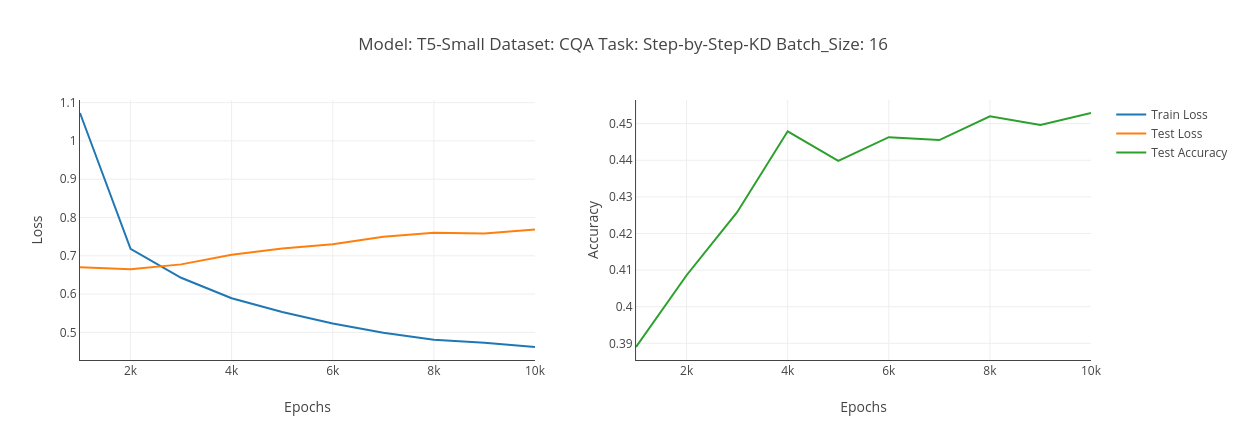 Model: T5-Small Dataset: CQA Task: Step-by-Step-KD Batch_Size: 16
1.1
1
0.9
0.8
0.7
0.6
0.5
Loss
2k
4k
6k
8k
10k
Epochs
0.45
0.44
0.43
0.42
0.41
0.4
0.39
Accuracy
2k
4k
6k
8k
10k
Epochs
Train Loss
Test Loss
Test Accuracy